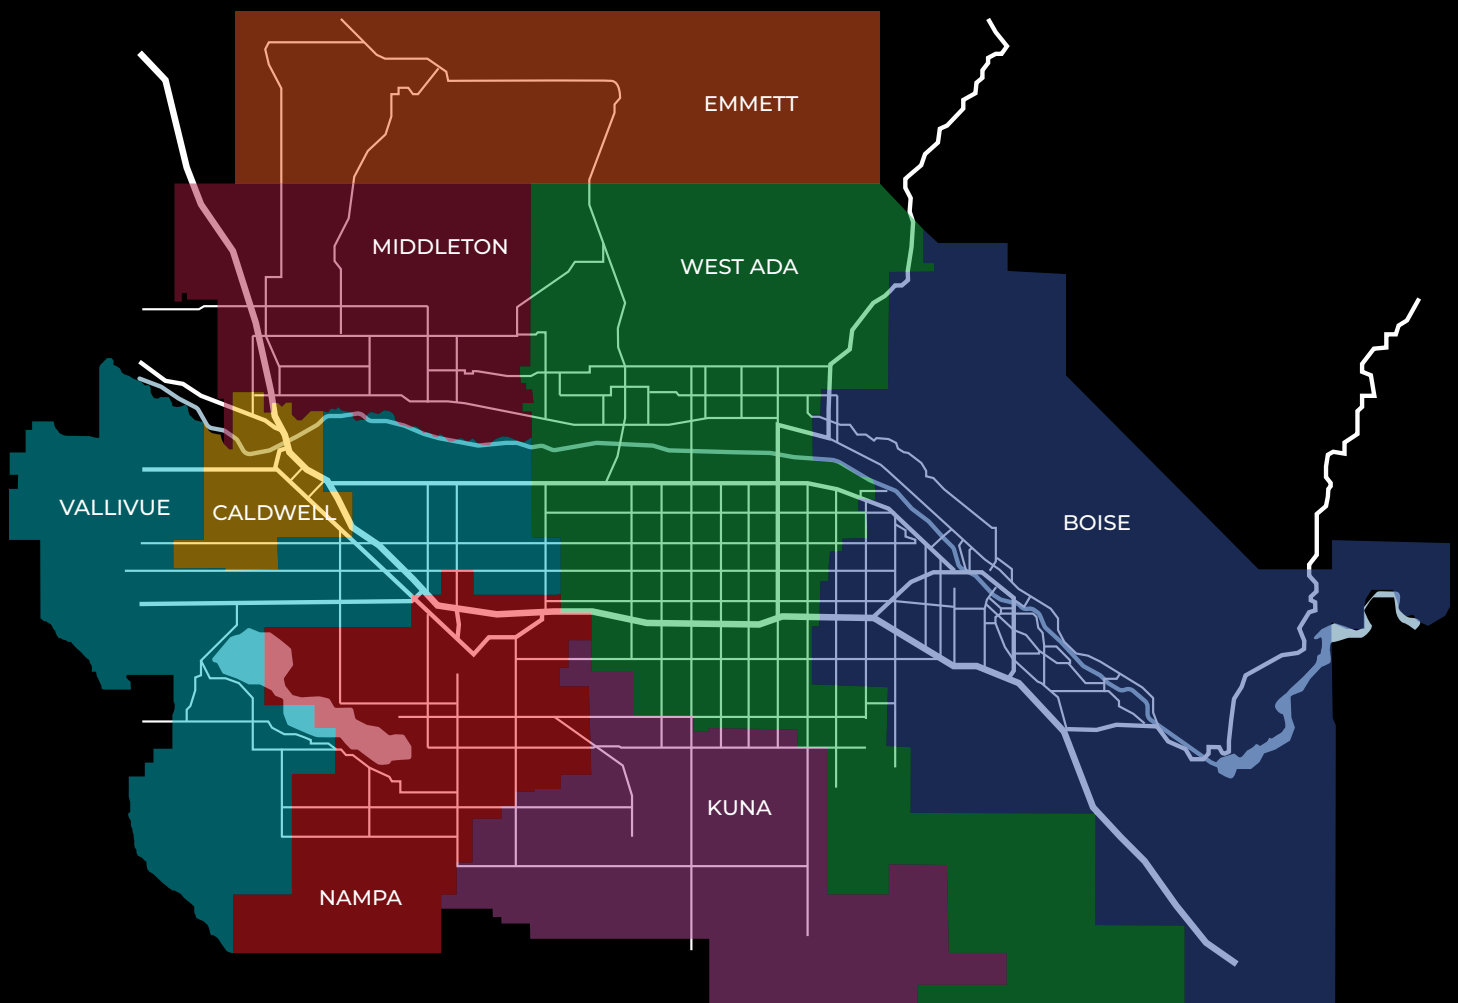 EMMETT
MIDDLETON
WEST ADA
VALLIVUE
CALDWELL
BOISE
KUNA
NAMPA